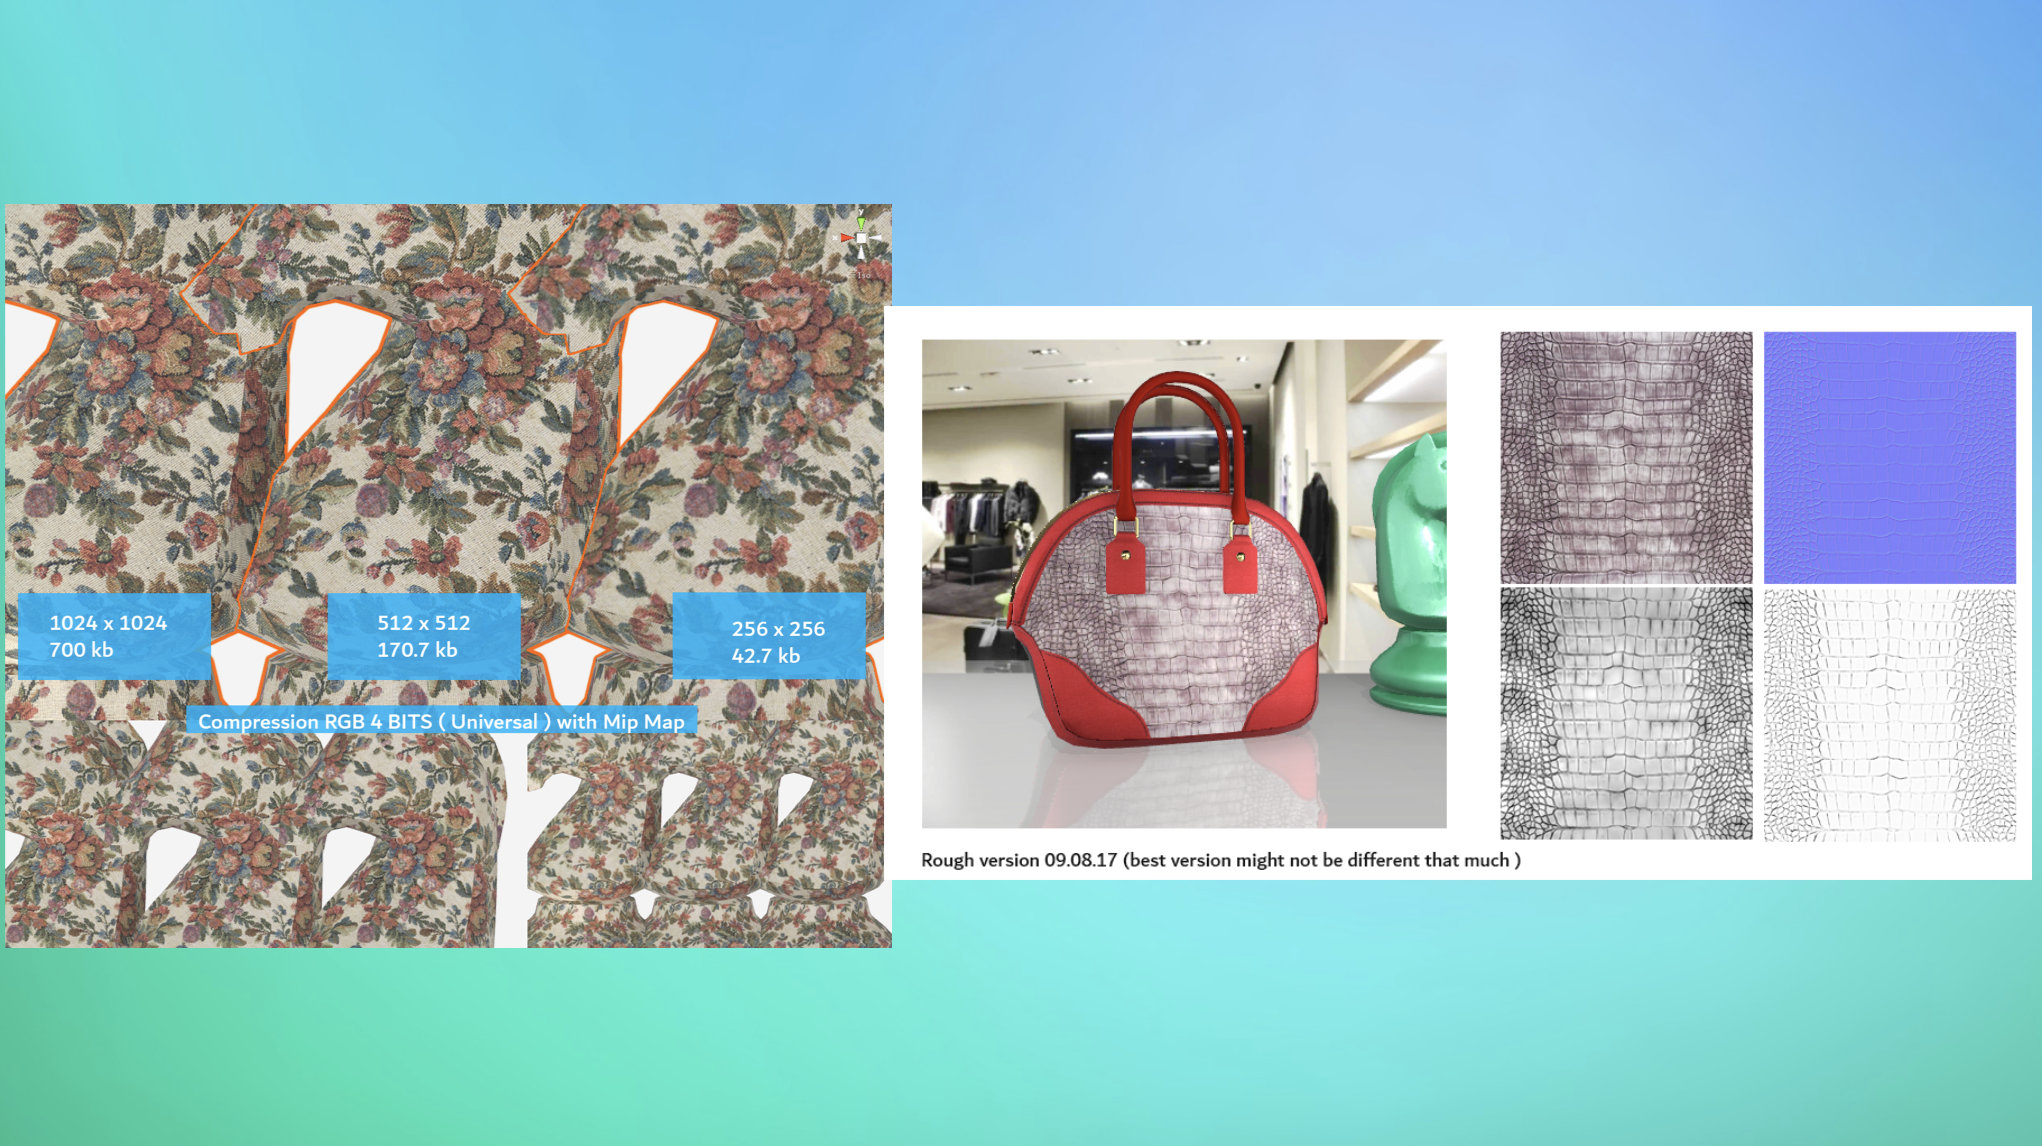 1024 x 1024
700 kb
512 x 512
170.7 kb
256 x 256
42.7 kb
Compression RGB 4 BITS ( Universal ) with Mip Map
Rough version 09.08.17 (best version might not be different that much )